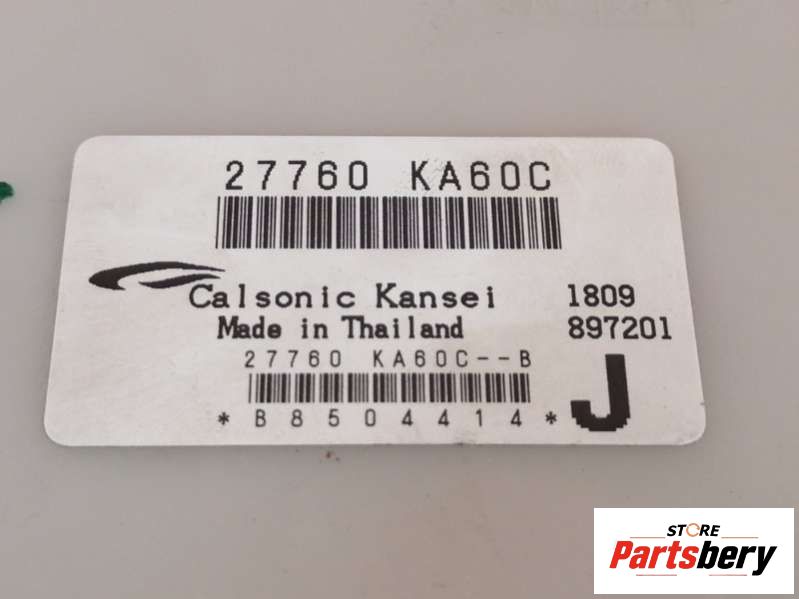 27760 KA60C
Calsonic Kansei 1809
Made in Thailand 897201
27760 KA60C--B
*B8504414* J
STORE
Partsbery